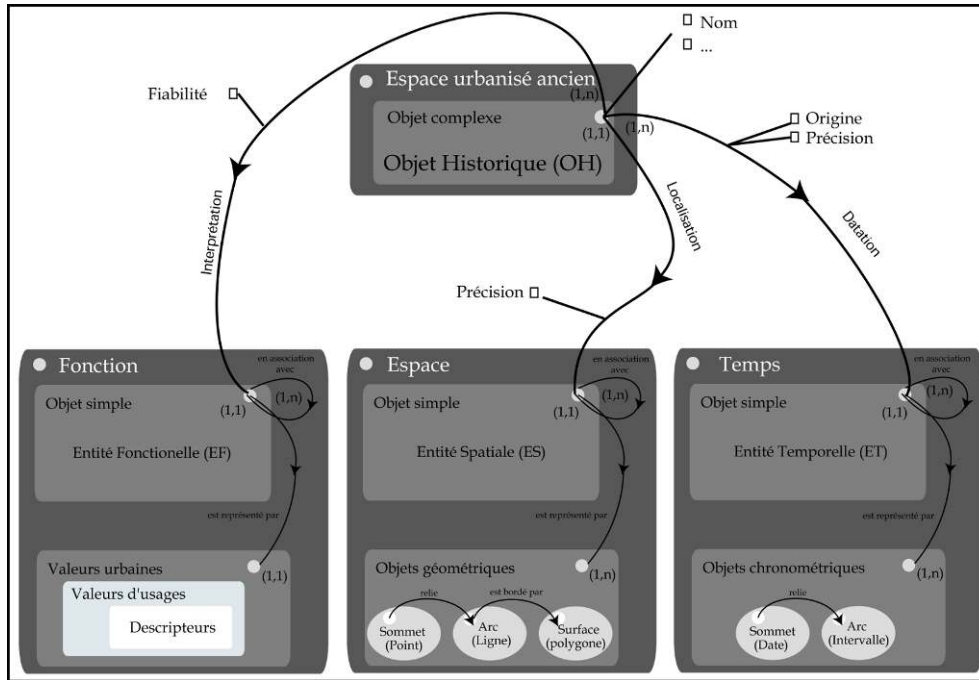 Nom
...
Fiabilité
Espace urbanisé ancien
(1,n)
Objet complexe
(1,1)
(1,n)
Objet Historique (OH)
Origine
Précision
Interprétation
Localisation
Datation
Précision
Fonction
en association
avec
Objet simple
(1,1)
(1,n)
Entité Fonctionelle (EF)
est représenté par
Valeurs urbaines
(1,1)
Valeurs d'usages
Descripteurs
Espace
en association
avec
Objet simple
(1,1)
(1,n)
Entité Spatiale (ES)
est représenté par
Objets géométriques
(1,n)
relie
est bordé par
Sommet
(Point)
Arc
(Ligne)
Surface
(polygone)
Temps
en association
avec
Objet simple
(1,1)
(1,n)
Entité Temporelle (ET)
est représenté par
Objets chronométriques
(1,n)
relie
Sommet
(Date)
Arc
(Intervalle)